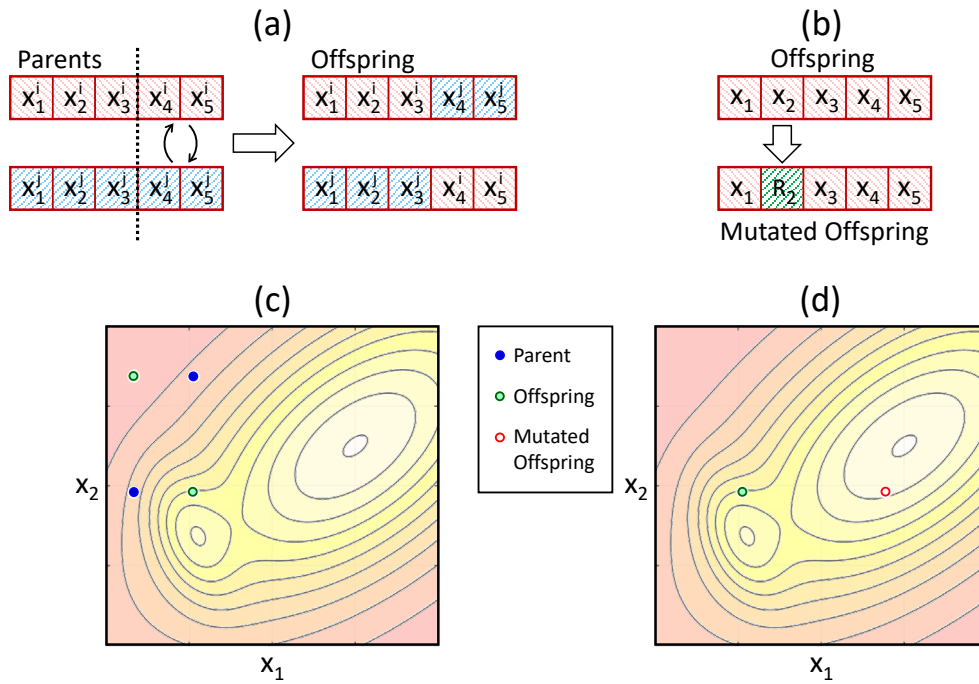 (a)
Parents
x₁ⁱ x₂ⁱ x₃ⁱ x₄ⁱ x₅ⁱ
x₁ʲ x₂ʲ x₃ʲ x₄ʲ x₅ʲ
Offspring
x₁ⁱ x₂ⁱ x₃ⁱ x₄ʲ x₅ʲ
x₁ʲ x₂ʲ x₃ʲ x₄ⁱ x₅ⁱ
(b)
Offspring
x₁ x₂ x₃ x₄ x₅
x₁ R₂ x₃ x₄ x₅
Mutated Offspring
(c)
x₂
x₁
Parent
Offspring
Mutated
Offspring
(d)
x₂
x₁